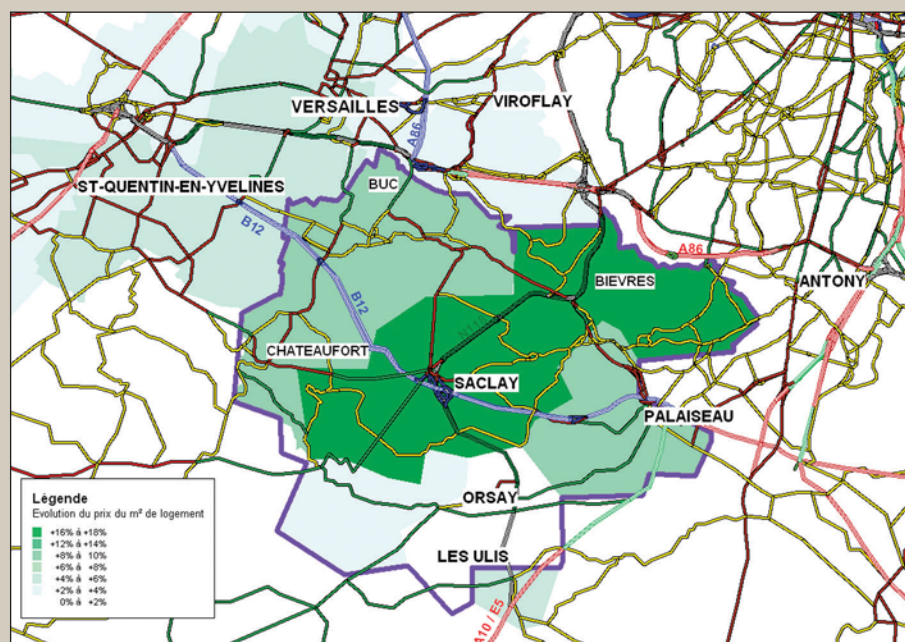 VERSAILLES
VIROFLAY
A86
ST-QUENTIN-EN-YVELINES
BUC
B12
A86
BIEVRES
ANTONY
B12
CHATEAUFORT
SACLAY
PALAISEAU
ORSAY
LES ULIS
A10 / E5
Légende
Evolution du prix du m² de logement
+16% à +18%
+12% à +14%
+8% à 10%
+6% à +8%
+4% à +6%
+2% à +4%
0% à +2%